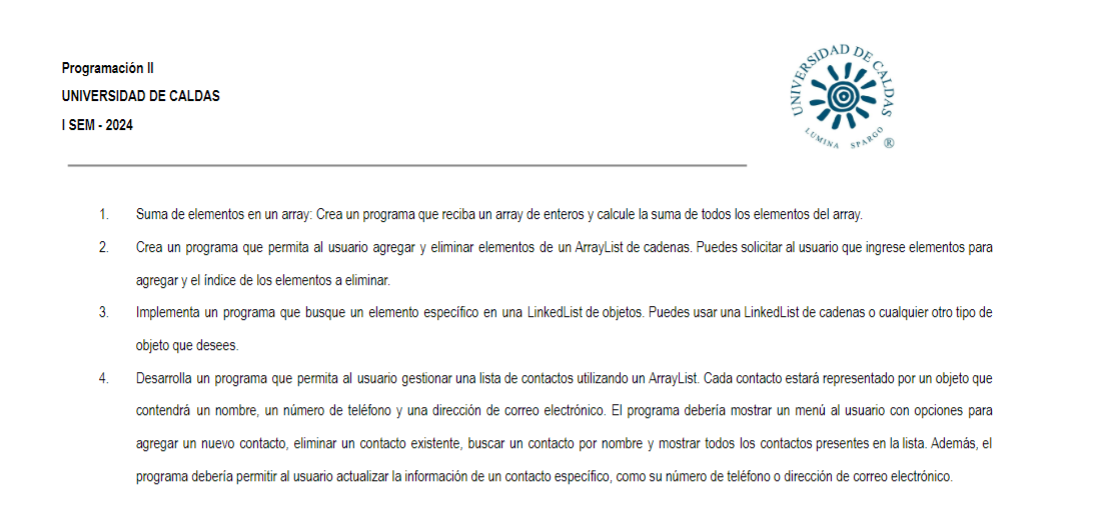 Programación II
UNIVERSIDAD DE CALDAS
I SEM - 2024
UNIVERSIDAD DE CALDAS
LUMINA SPARGO
®
1. Suma de elementos en un array: Crea un programa que reciba un array de enteros y calcule la suma de todos los elementos del array.
2. Crea un programa que permita al usuario agregar y eliminar elementos de un ArrayList de cadenas. Puedes solicitar al usuario que ingrese elementos para
agregar y el índice de los elementos a eliminar.
3. Implementa un programa que busque un elemento específico en una LinkedList de objetos. Puedes usar una LinkedList de cadenas o cualquier otro tipo de
objeto que desees.
4. Desarrolla un programa que permita al usuario gestionar una lista de contactos utilizando un ArrayList. Cada contacto estará representado por un objeto que
contendrá un nombre, un número de teléfono y una dirección de correo electrónico. El programa debería mostrar un menú al usuario con opciones para
agregar un nuevo contacto, eliminar un contacto existente, buscar un contacto por nombre y mostrar todos los contactos presentes en la lista. Además, el
programa debería permitir al usuario actualizar la información de un contacto específico, como su número de teléfono o dirección de correo electrónico.